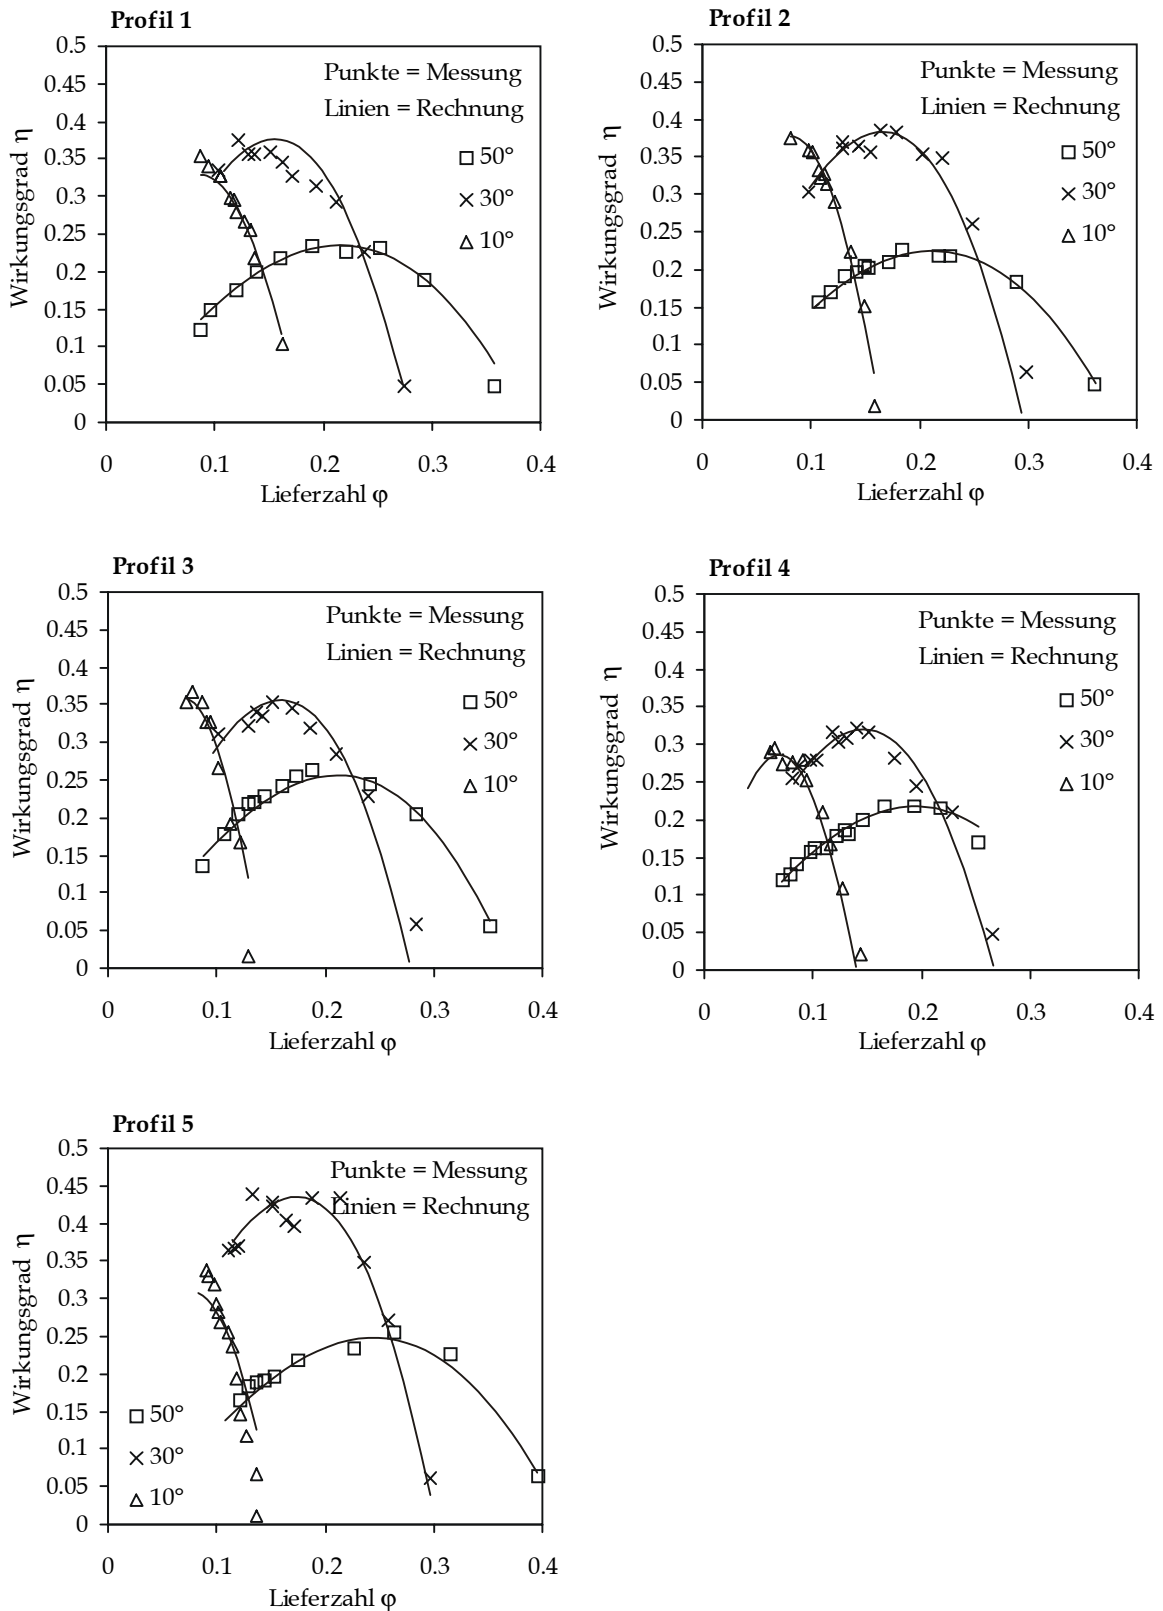 Profil 1
0.5
0.45
0.4
0.35
0.3
0.25
0.2
0.15
0.1
0.05
0
Wirkungsgrad η
Punkte = Messung
Linien = Rechnung
50°
30°
10°
0 0.1 0.2 0.3 0.4
Lieferzahl φ
Profil 2
0.5
0.45
0.4
0.35
0.3
0.25
0.2
0.15
0.1
0.05
0
Wirkungsgrad η
Punkte = Messung
Linien = Rechnung
50°
30°
10°
0 0.1 0.2 0.3 0.4
Lieferzahl φ
Profil 3
0.5
0.45
0.4
0.35
0.3
0.25
0.2
0.15
0.1
0.05
0
Wirkungsgrad η
Punkte = Messung
Linien = Rechnung
50°
30°
10°
0 0.1 0.2 0.3 0.4
Lieferzahl φ
Profil 4
0.5
0.45
0.4
0.35
0.3
0.25
0.2
0.15
0.1
0.05
0
Wirkungsgrad η
Punkte = Messung
Linien = Rechnung
50°
30°
10°
0 0.1 0.2 0.3 0.4
Lieferzahl φ
Profil 5
0.5
0.45
0.4
0.35
0.3
0.25
0.2
0.15
0.1
0.05
0
Wirkungsgrad η
Punkte = Messung
Linien = Rechnung
50°
30°
10°
0 0.1 0.2 0.3 0.4
Lieferzahl φ